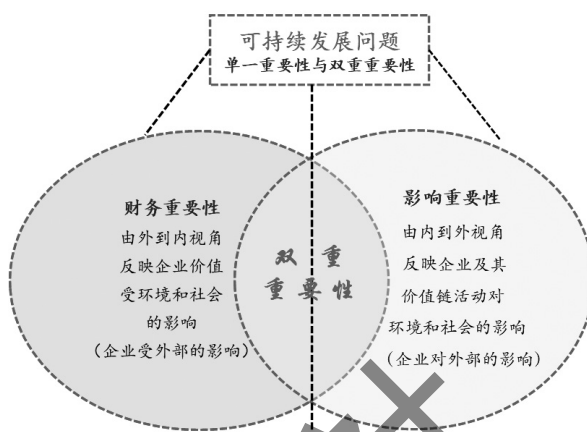 可持续发展问题
单一重要性与双重重要性
财务重要性
由外到内视角
反映企业价值
受环境和社会
的影响
（企业受外部的影响）
双 重
重要性
影响重要性
由内到外视角
反映企业及其
价值链活动对
环境和社会的影响
（企业对外部的影响）